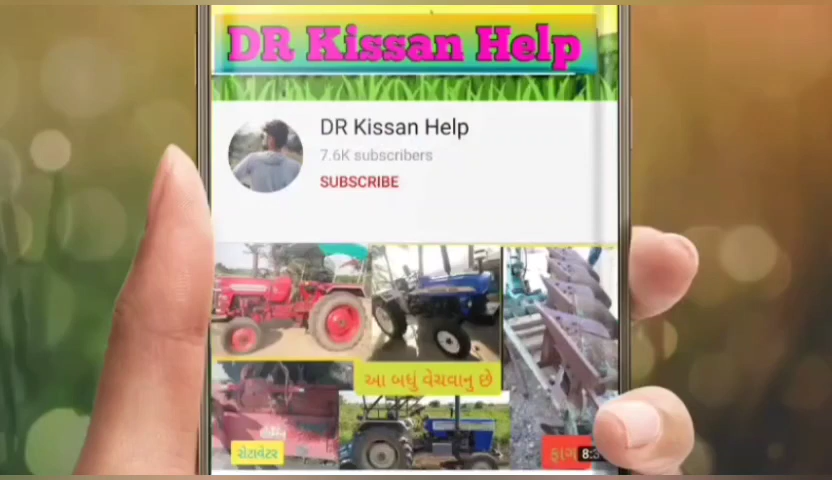 DR Kissan Help
DR Kissan Help
7.6K subscribers
SUBSCRIBE
આ બધું વેચવાનુ છે
રોટાવેટર